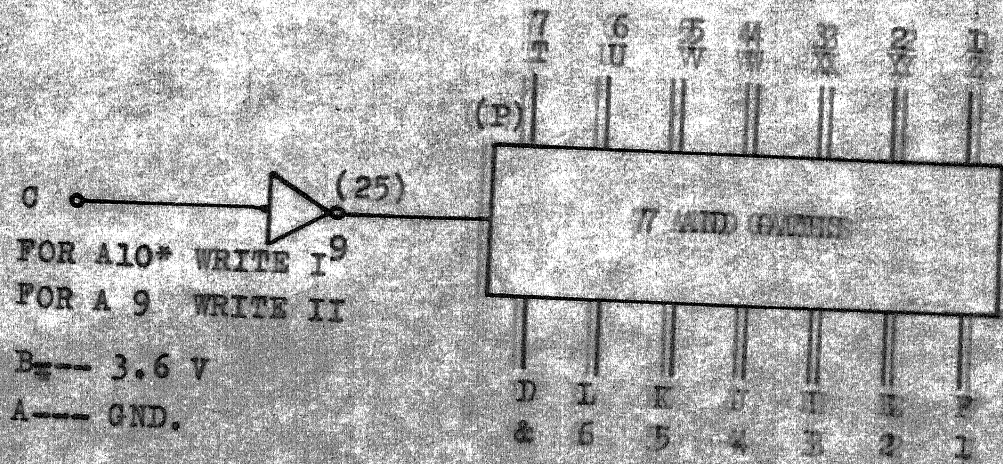 7 6 5 4 3 2 1
T U W
(P)
C
(25)
7 AND GATES
9
FOR A10* WRITE I
FOR A 9 WRITE II
B--- 3.6 V
A--- GND.
D L K E F
& 6 5 4 3 2 1